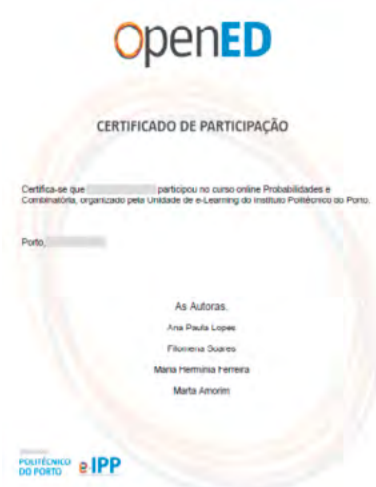 OpenED
CERTIFICADO DE PARTICIPAÇÃO
Certifica-se que participou no curso online Probabilidades e
Combinatória, organizado pela Unidade de e-Learning do Instituto Politécnico do Porto.
Porto,
As Autoras,
Ana Paula Lopes
Filomena Soares
Maria Hermínia Ferreira
Marta Amorim
POLITÉCNICO
DO PORTO
e IPP